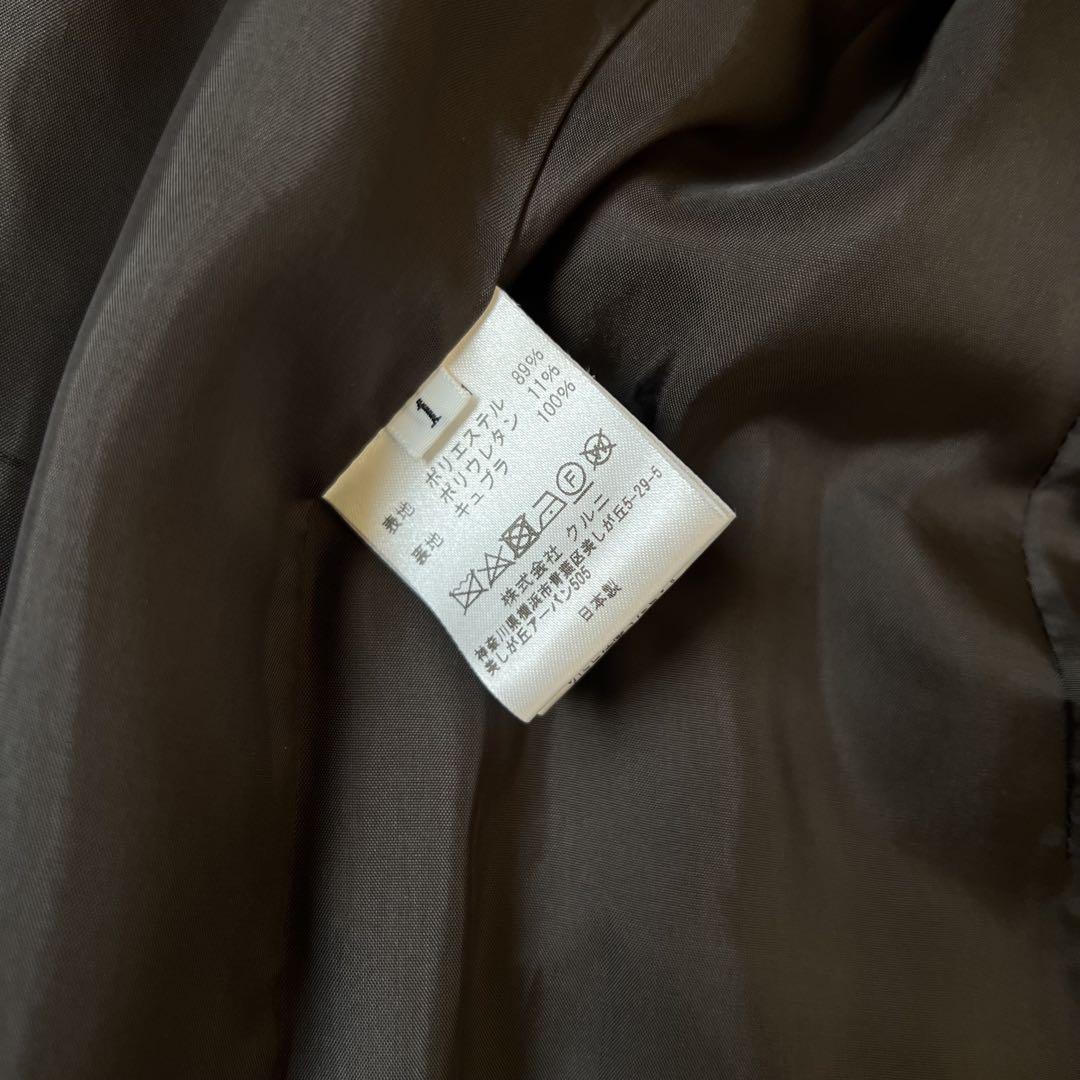 1
表地 ポリエステル 89%
ポリウレタン 11%
裏地 キュプラ 100%
F W
株式会社 クルニ
神奈川県横浜市青葉区美しが丘5-29-5
美しが丘アーバン505
日本製